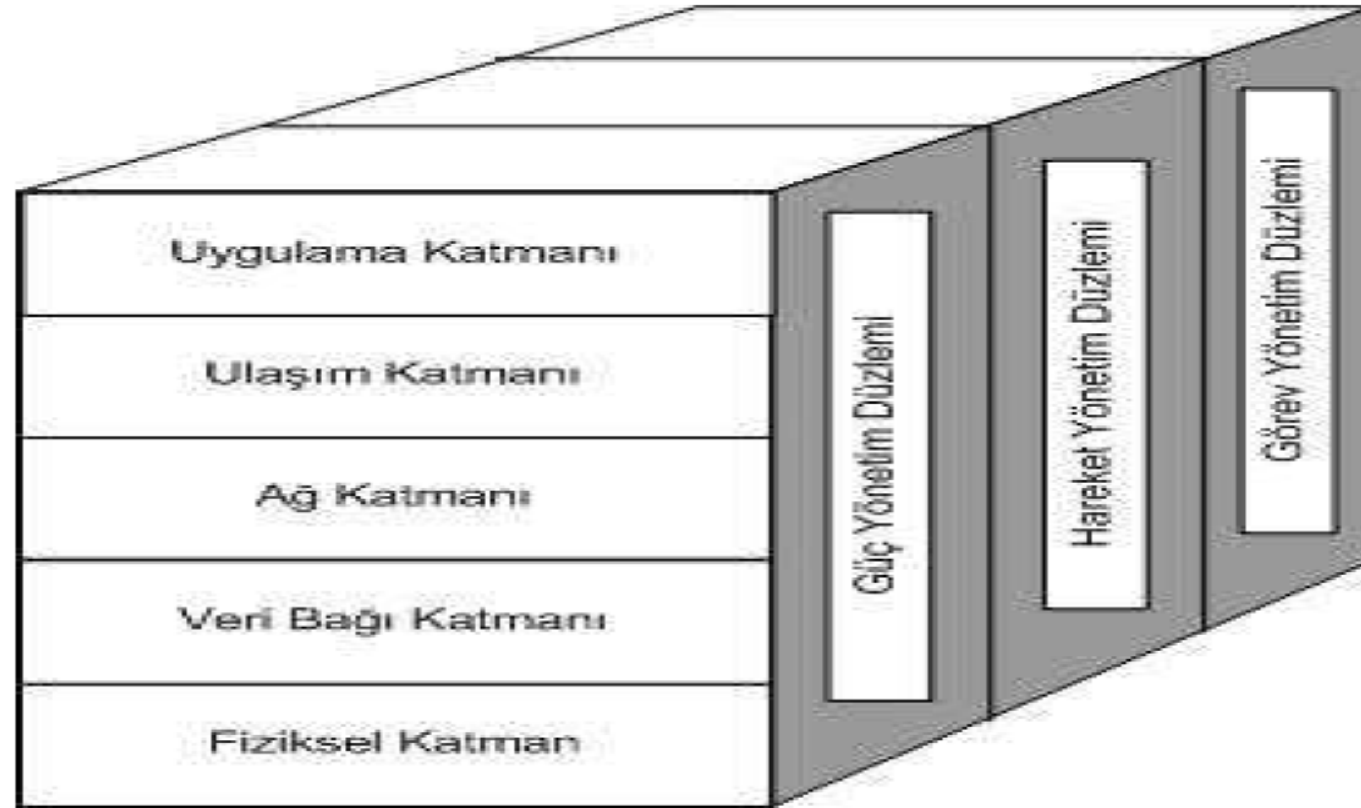 Uygulama Katmanı
Ulaşım Katmanı
Ağ Katmanı
Veri Bağı Katmanı
Fiziksel Katman
Güç Yönetim Düzlemi
Hareket Yönetim Düzlemi
Görev Yönetim Düzlemi